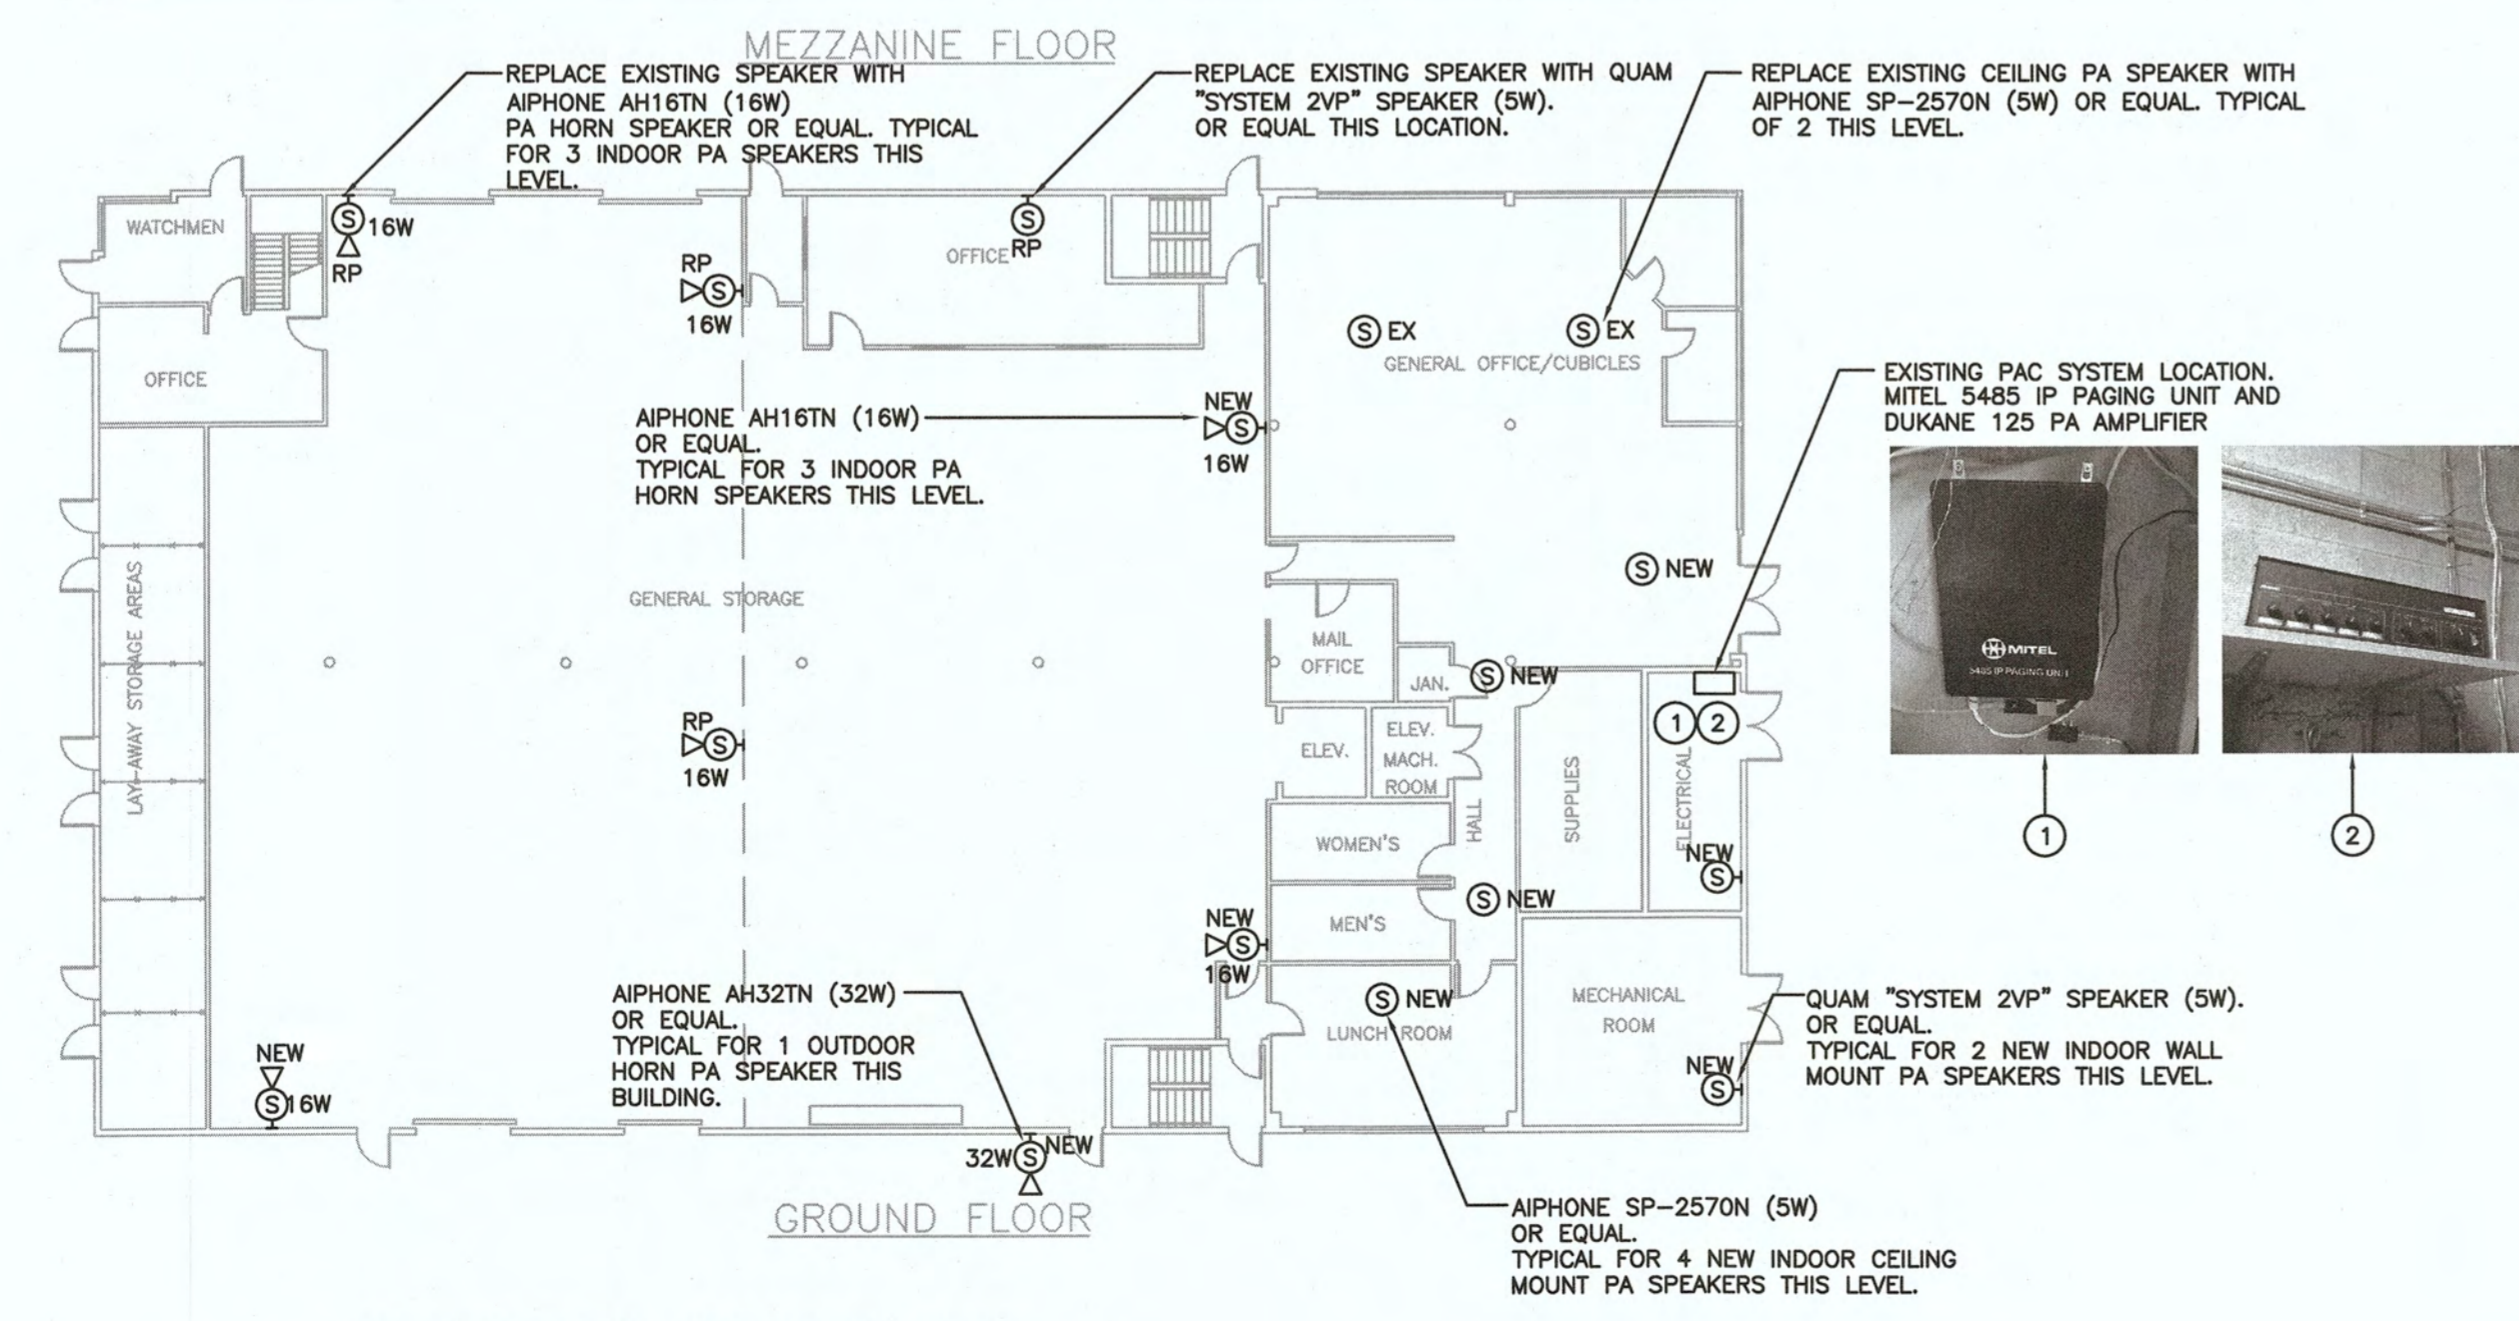 MEZZANINE FLOOR
REPLACE EXISTING SPEAKER WITH
AIPHONE AH16TN (16W)
PA HORN SPEAKER OR EQUAL. TYPICAL
FOR 3 INDOOR PA SPEAKERS THIS
LEVEL.
REPLACE EXISTING SPEAKER WITH QUAM
"SYSTEM 2VP" SPEAKER (5W).
OR EQUAL THIS LOCATION.
REPLACE EXISTING CEILING PA SPEAKER WITH
AIPHONE SP-2570N (5W) OR EQUAL. TYPICAL
OF 2 THIS LEVEL.
WATCHMEN
S
16W
RP
OFFICE
RP
S
16W
S
RP
OFFICE
S EX
S EX
GENERAL OFFICE/CUBICLES
EXISTING PAC SYSTEM LOCATION.
MITEL 5485 IP PAGING UNIT AND
DUKANE 125 PA AMPLIFIER
AIPHONE AH16TN (16W)
OR EQUAL.
TYPICAL FOR 3 INDOOR PA
HORN SPEAKERS THIS LEVEL.
NEW
S
16W
S NEW
GENERAL STORAGE
LAY-AWAY STORAGE AREAS
MAIL
OFFICE
JAN.
S NEW
MITEL
5485 IP PAGING UNIT
1
2
1
2
RP
S
16W
ELEV.
ELEV.
MACH.
ROOM
HALL
SUPPLIES
ELECTRICAL
NEW
S
WOMEN'S
MEN'S
S NEW
NEW
S
16W
S NEW
LUNCH ROOM
MECHANICAL
ROOM
NEW
S
QUAM "SYSTEM 2VP" SPEAKER (5W).
OR EQUAL.
TYPICAL FOR 2 NEW INDOOR WALL
MOUNT PA SPEAKERS THIS LEVEL.
AIPHONE AH32TN (32W)
OR EQUAL.
TYPICAL FOR 1 OUTDOOR
HORN PA SPEAKER THIS
BUILDING.
NEW
S 16W
32W S NEW
GROUND FLOOR
AIPHONE SP-2570N (5W)
OR EQUAL.
TYPICAL FOR 4 NEW INDOOR CEILING
MOUNT PA SPEAKERS THIS LEVEL.